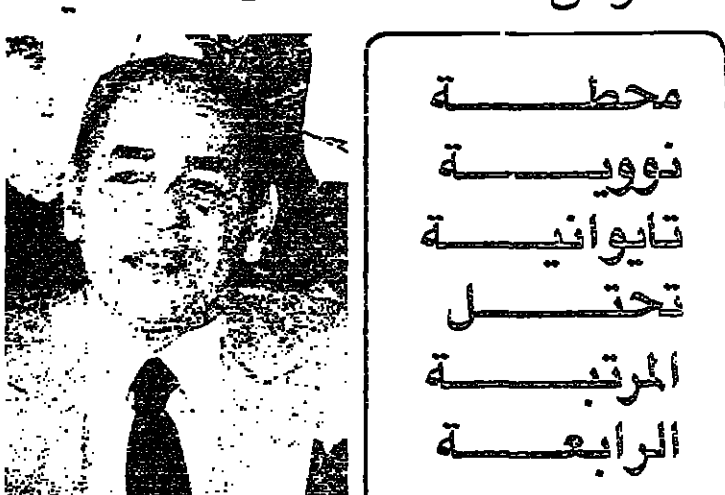 محطة
نووية
تايوانية
تحتل
المرتبة
الرابعة